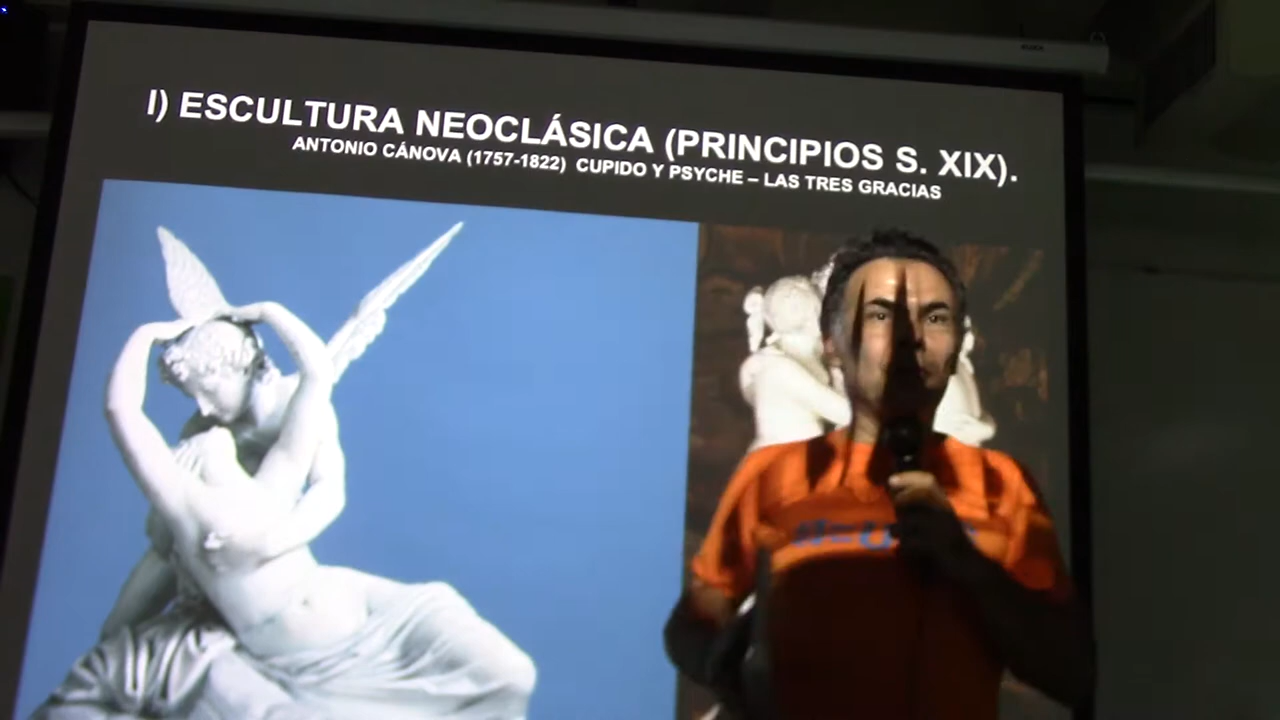 I) ESCULTURA NEOCLÁSICA (PRINCIPIOS S. XIX).
ANTONIO CÁNOVA (1757-1822) CUPIDO Y PSYCHE – LAS TRES GRACIAS